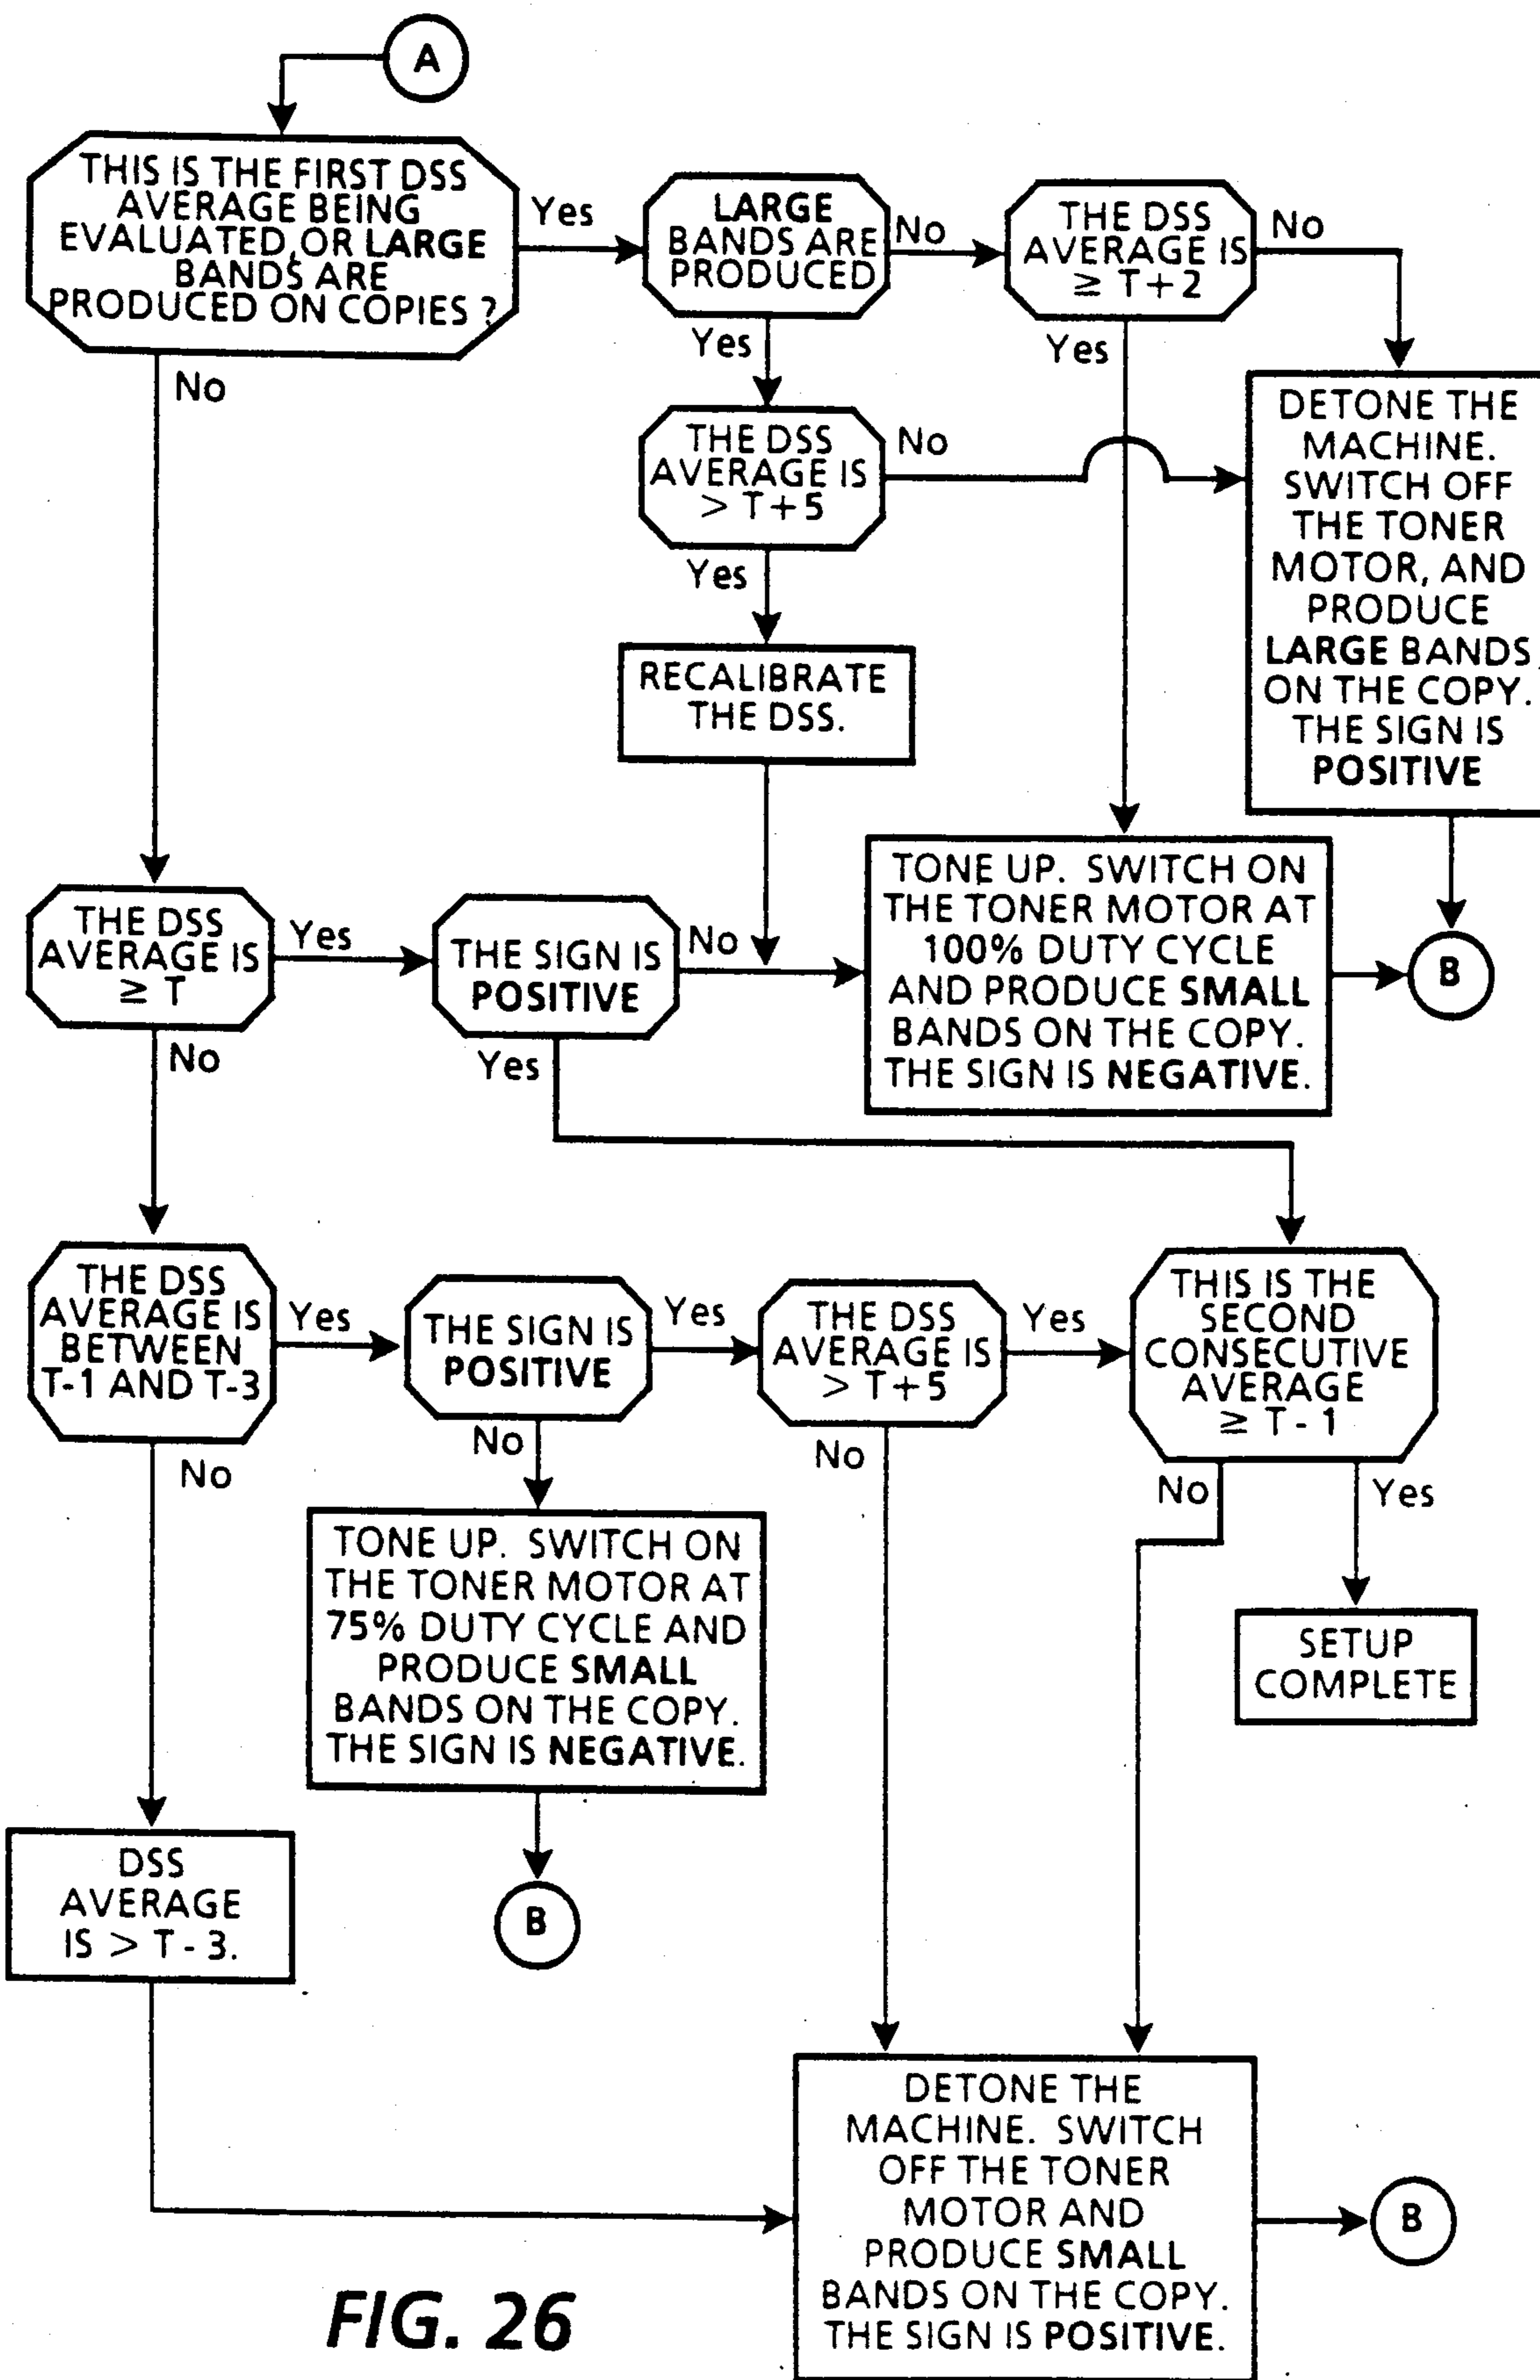 A
THIS IS THE FIRST DSS
AVERAGE BEING
EVALUATED, OR LARGE
BANDS ARE
PRODUCED ON COPIES ?
Yes
No
LARGE
BANDS ARE
PRODUCED
No
Yes
THE DSS
AVERAGE IS
≥ T+2
No
Yes
THE DSS
AVERAGE IS
> T+5
No
Yes
DETONE THE
MACHINE.
SWITCH OFF
THE TONER
MOTOR, AND
PRODUCE
LARGE BANDS
ON THE COPY.
THE SIGN IS
POSITIVE
RECALIBRATE
THE DSS.
THE DSS
AVERAGE IS
≥ T
Yes
No
THE SIGN IS
POSITIVE
No
Yes
TONE UP. SWITCH ON
THE TONER MOTOR AT
100% DUTY CYCLE
AND PRODUCE SMALL
BANDS ON THE COPY.
THE SIGN IS NEGATIVE.
B
THE DSS
AVERAGE IS
BETWEEN
T-1 AND T-3
Yes
No
THE SIGN IS
POSITIVE
Yes
No
THE DSS
AVERAGE IS
> T+5
Yes
No
THIS IS THE
SECOND
CONSECUTIVE
AVERAGE
≥ T - 1
No
Yes
TONE UP. SWITCH ON
THE TONER MOTOR AT
75% DUTY CYCLE AND
PRODUCE SMALL
BANDS ON THE COPY.
THE SIGN IS NEGATIVE.
B
SETUP
COMPLETE
DSS
AVERAGE
IS > T - 3.
DETONE THE
MACHINE. SWITCH
OFF THE TONER
MOTOR AND
PRODUCE SMALL
BANDS ON THE COPY.
THE SIGN IS POSITIVE.
B
FIG. 26